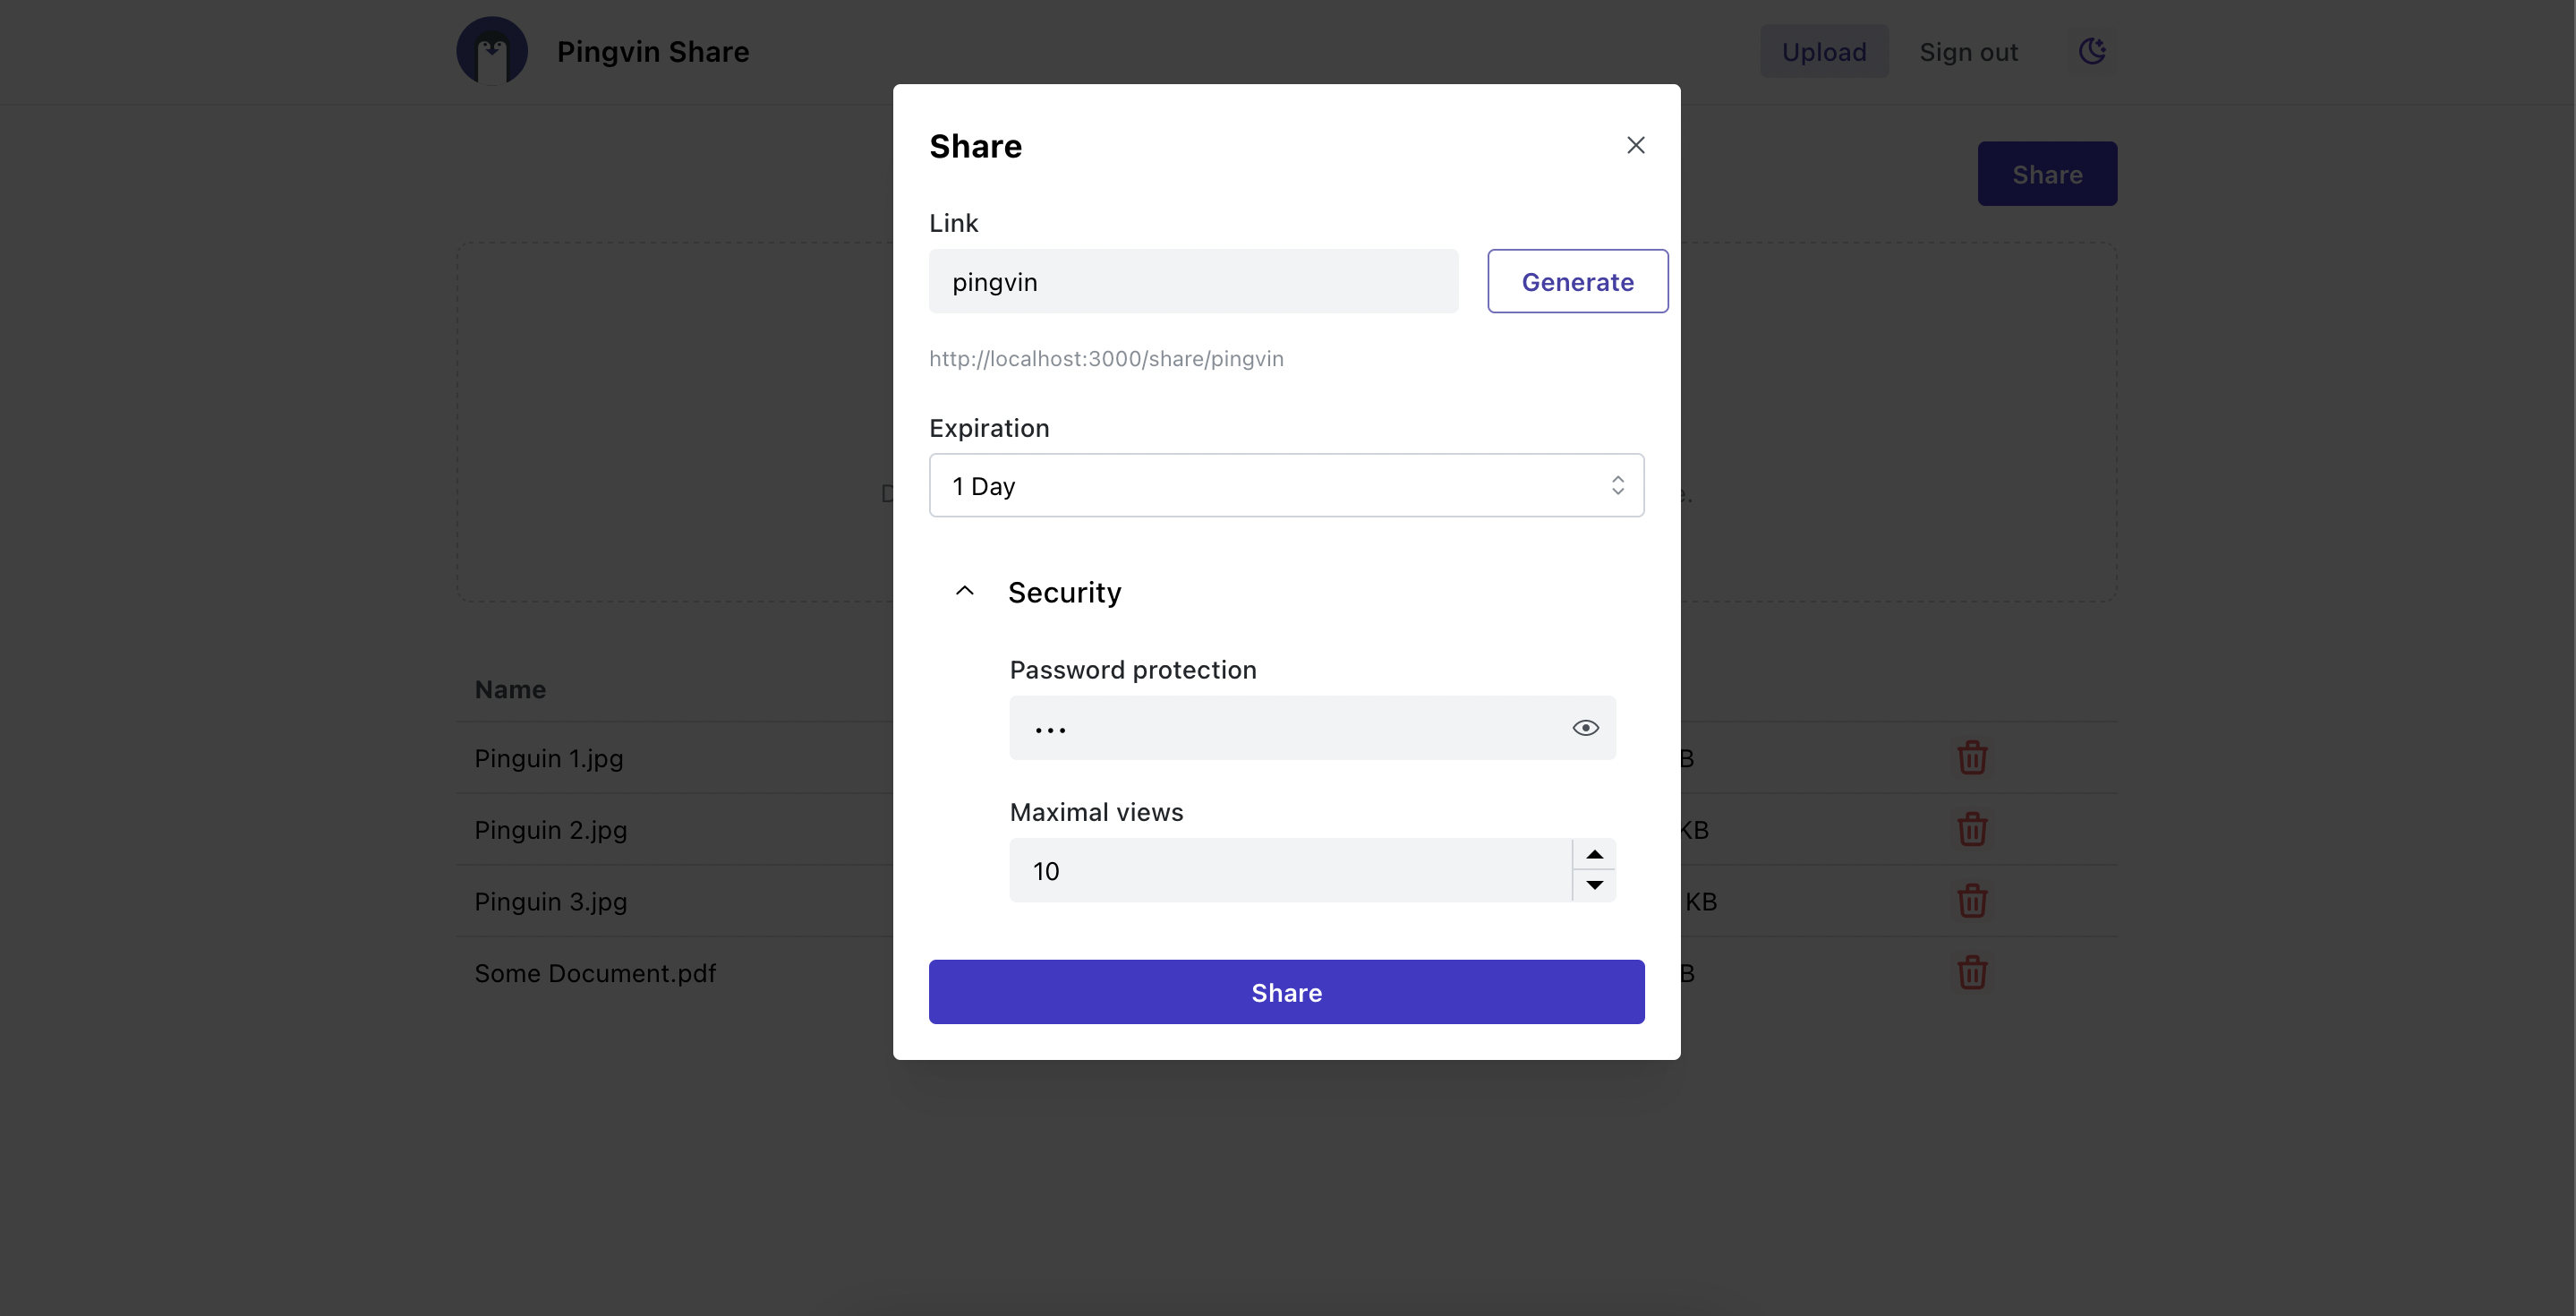 Pingvin Share
Upload
Sign out
Share
Share
Link
pingvin
Generate
http://localhost:3000/share/pingvin
Expiration
1 Day
Security
Password protection
Maximal views
10
Share
Name
Pinguin 1.jpg
Pinguin 2.jpg
KB
Pinguin 3.jpg
KB
Some Document.pdf